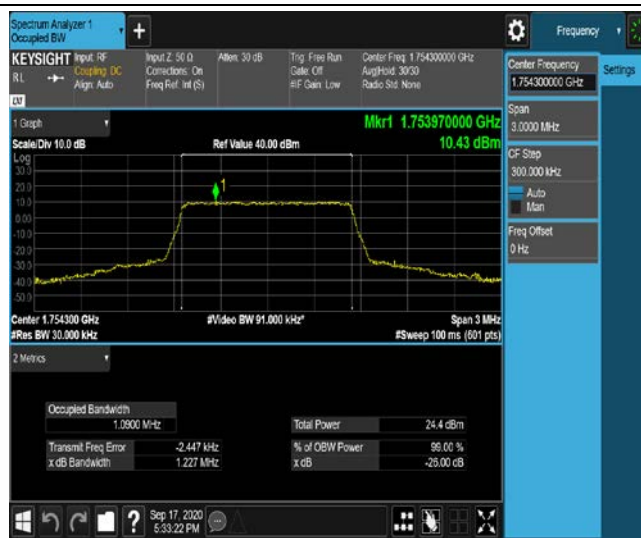 Spectrum Analyzer 1
Occupied BW
+
Frequency
KEYSIGHT
RL
Input: RF
Coupling: DC
Align: Auto
Input Z: 50 Ω
Corrections: On
Freq Ref: Int (S)
Atten: 30 dB
Trig: Free Run
Gate: Off
#IF Gain: Low
Center Freq: 1.754300000 GHz
Avg|Hold: 30/30
Radio Std: None
Center Frequency
1.754300000 GHz
Settings
Span
3.0000 MHz
CF Step
300.000 kHz
Auto
Man
Freq Offset
0 Hz
1 Graph
Mkr1 1.753970000 GHz
Scale/Div 10.0 dB
Ref Value 40.00 dBm
10.43 dBm
Log
30.0
20.0
10.0
0.00
-10.0
-20.0
-30.0
-40.0
-50.0
1
Center 1.754300 GHz
#Video BW 91.000 kHz*
Span 3 MHz
#Res BW 30.000 kHz
#Sweep 100 ms (601 pts)
2 Metrics
Occupied Bandwidth
1.0900 MHz
Total Power
24.4 dBm
Transmit Freq Error
-2.447 kHz
% of OBW Power
99.00 %
x dB Bandwidth
1.227 MHz
x dB
-26.00 dB
?
Sep 17, 2020
5:33:22 PM